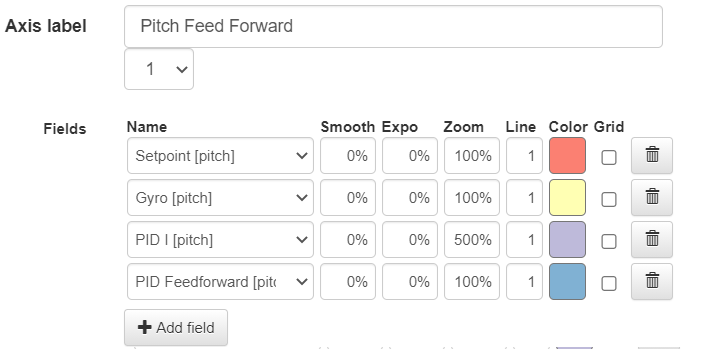 Axis label Pitch Feed Forward
1
Fields Name Smooth Expo Zoom Line Color Grid
Setpoint [pitch] 0% 0% 100% 1
Gyro [pitch] 0% 0% 100% 1
PID I [pitch] 0% 0% 500% 1
PID Feedforward [pitc 0% 0% 100% 1
Add field